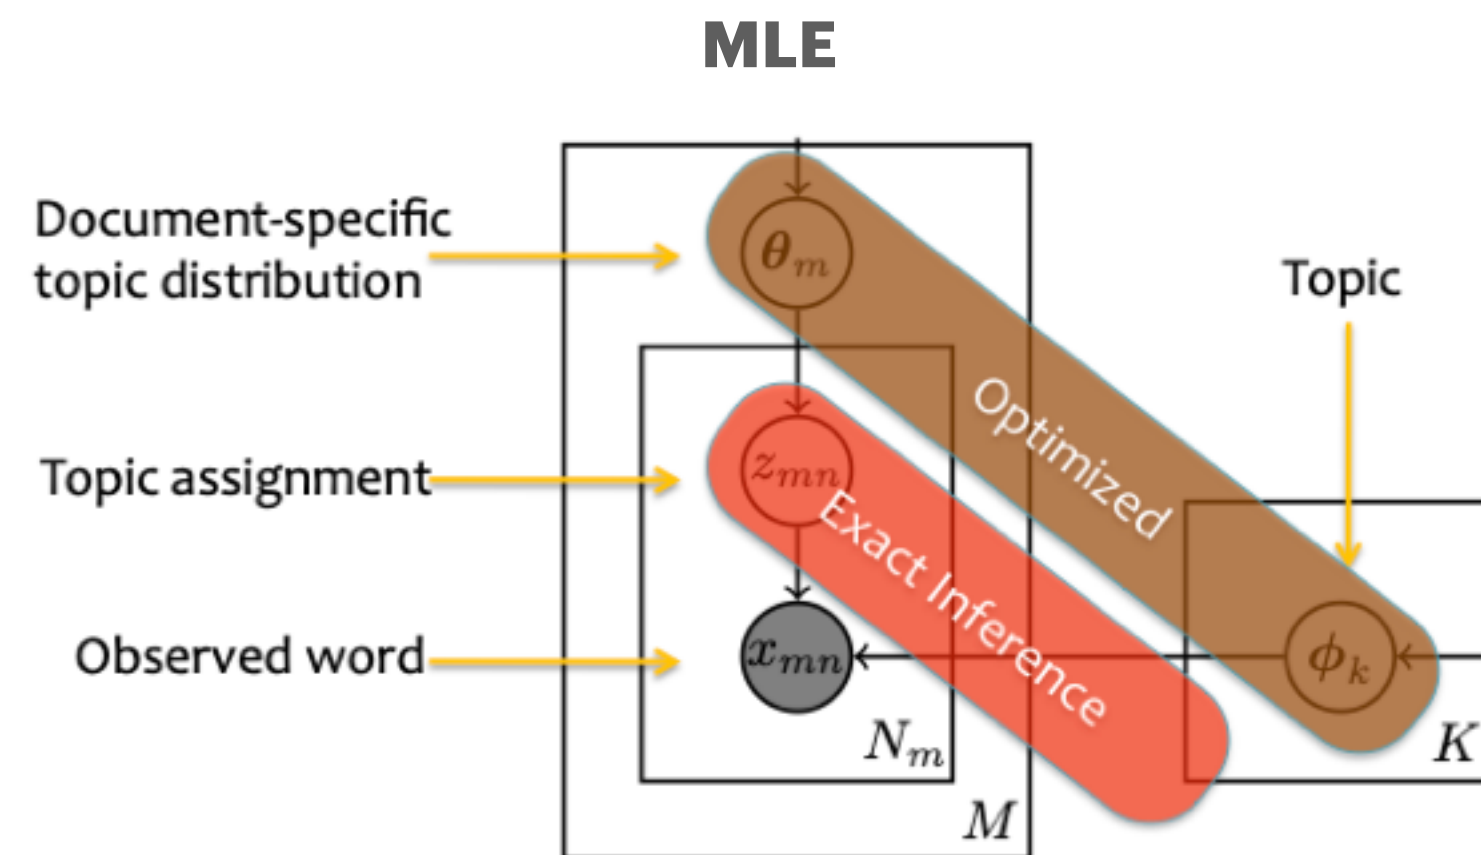 MLE
Document-specific
topic distribution
θₘ
Topic
Optimized
Topic assignment
zₘₙ
Exact Inference
Observed word
xₘₙ
ϕₖ
Nₘ
K
M